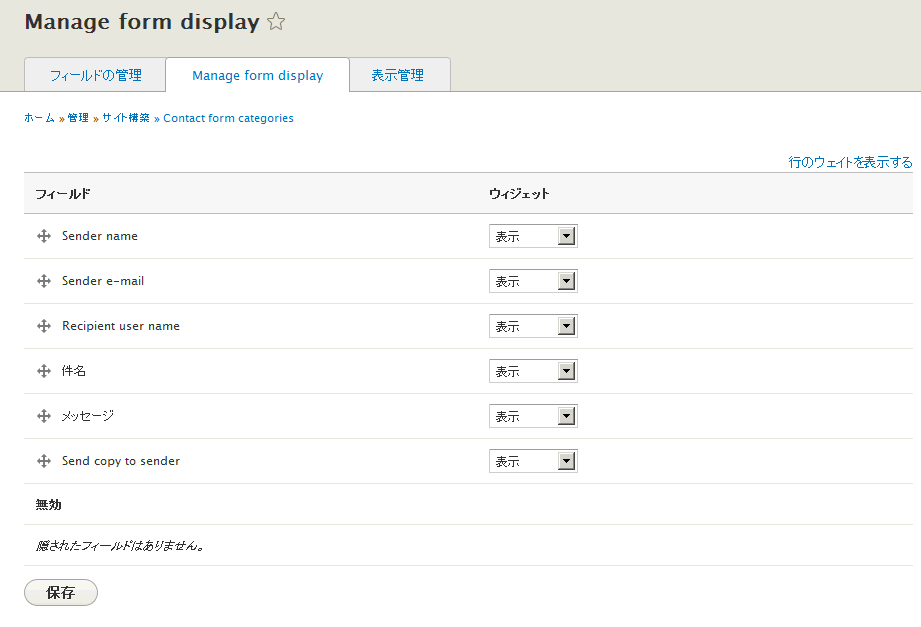 Manage form display
フィールドの管理 Manage form display 表示管理
ホーム » 管理 » サイト構築 » Contact form categories
行のウェイトを表示する
フィールド ウィジェット
Sender name 表示
Sender e-mail 表示
Recipient user name 表示
件名 表示
メッセージ 表示
Send copy to sender 表示
無効
隠されたフィールドはありません。
保存